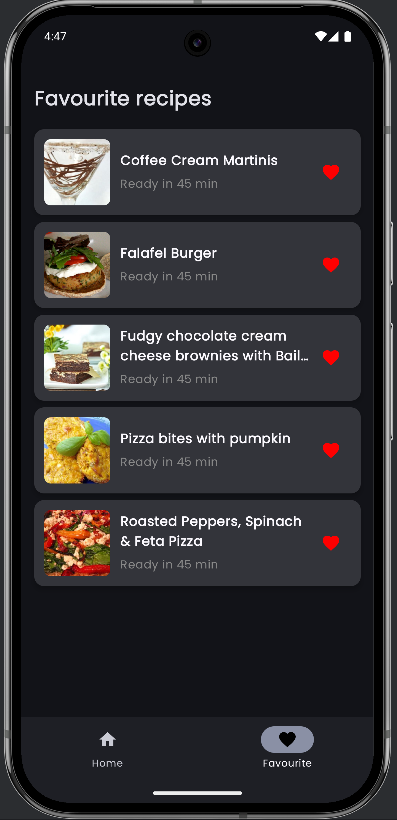 4:47
Favourite recipes
Coffee Cream Martinis
Ready in 45 min
Falafel Burger
Ready in 45 min
Fudgy chocolate cream
cheese brownies with Bail...
Ready in 45 min
Pizza bites with pumpkin
Ready in 45 min
Roasted Peppers, Spinach
& Feta Pizza
Ready in 45 min
Home
Favourite